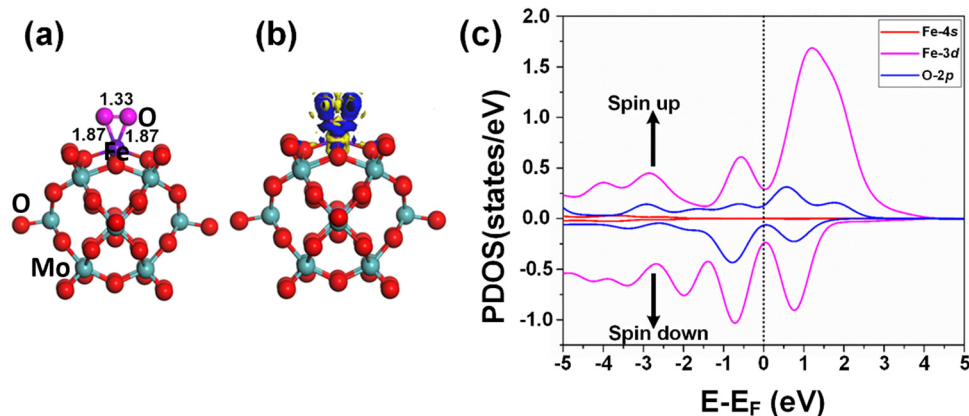 (a)
1.33
O
1.87 1.87
Fe
O
Mo
(b)
(c)
PDOS(states/eV)
2.0
1.5
1.0
0.5
0.0
-0.5
-1.0
Spin up
Spin down
Fe-4s
Fe-3d
O-2p
-5 -4 -3 -2 -1 0 1 2 3 4 5
E-EF (eV)